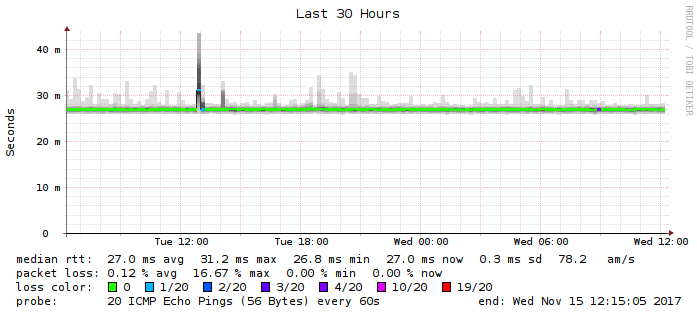 Last 30 Hours
RRDTOOL / TOBI OETIKER
Seconds
40 m
30 m
20 m
10 m
0
Tue 12:00 Tue 18:00 Wed 00:00 Wed 06:00 Wed 12:00
median rtt: 27.0 ms avg 31.2 ms max 26.8 ms min 27.0 ms now 0.3 ms sd 78.2 am/s
packet loss: 0.12 % avg 16.67 % max 0.00 % min 0.00 % now
loss color: 0 1/20 2/20 3/20 4/20 10/20 19/20
probe: 20 ICMP Echo Pings (56 Bytes) every 60s end: Wed Nov 15 12:15:05 2017